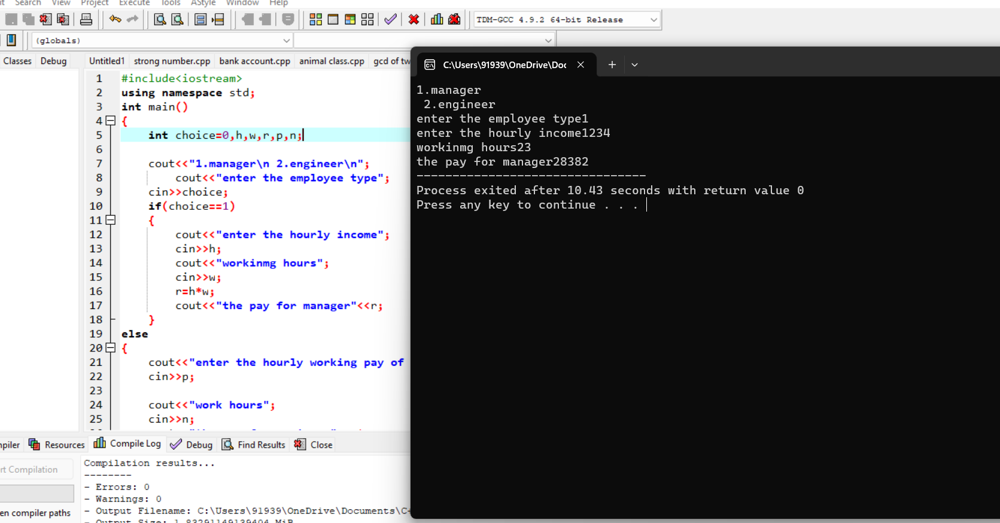 Search View Project Execute Tools AStyle Window Help
TDM-GCC 4.9.2 64-bit Release
(globals)
Classes Debug
Untitled1 strong number.cpp bank account.cpp animal class.cpp gcd of tw
1 #include<iostream>
2 using namespace std;
3 int main()
4 {
5 int choice=0,h,w,r,p,n;
6
7 cout<<"1.manager\n 2.engineer\n";
8 cout<<"enter the employee type";
9 cin>>choice;
10 if(choice==1)
11 {
12 cout<<"enter the hourly income";
13 cin>>h;
14 cout<<"workinmg hours";
15 cin>>w;
16 r=h*w;
17 cout<<"the pay for manager"<<r;
18 }
19 else
20 {
21 cout<<"enter the hourly working pay of
22 cin>>p;
23
24 cout<<"work hours";
25 cin>>n;
C:\Users\91939\OneDrive\Doc
1.manager
2.engineer
enter the employee type1
enter the hourly income1234
workinmg hours23
the pay for manager28382
--------------------------------
Process exited after 10.43 seconds with return value 0
Press any key to continue . . .
mpiler Resources Compile Log Debug Find Results Close
rt Compilation
en compiler paths
Compilation results...
--------
- Errors: 0
- Warnings: 0
- Output Filename: C:\Users\91939\OneDrive\Documents\C+
- Output Size: 1.83291149139404 MiB